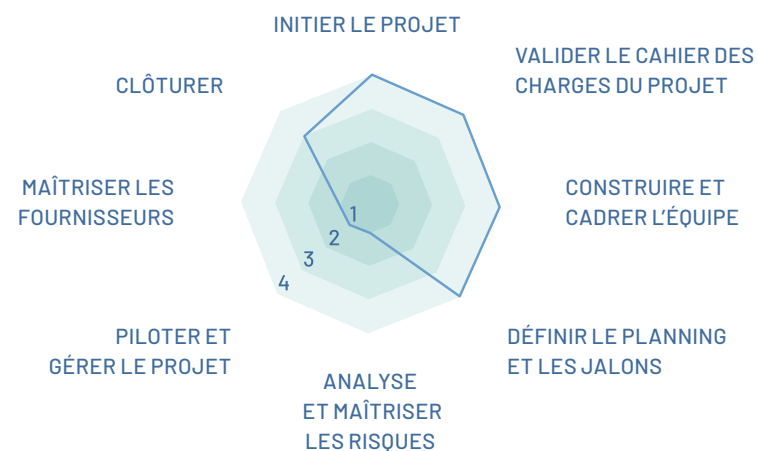 INITIER LE PROJET
VALIDER LE CAHIER DES
CHARGES DU PROJET
CLÔTURER
MAÎTRISER LES
FOURNISSEURS
CONSTRUIRE ET
CADRER L'ÉQUIPE
1
2
3
4
PILOTER ET
GÉRER LE PROJET
DÉFINIR LE PLANNING
ET LES JALONS
ANALYSE
ET MAÎTRISER
LES RISQUES